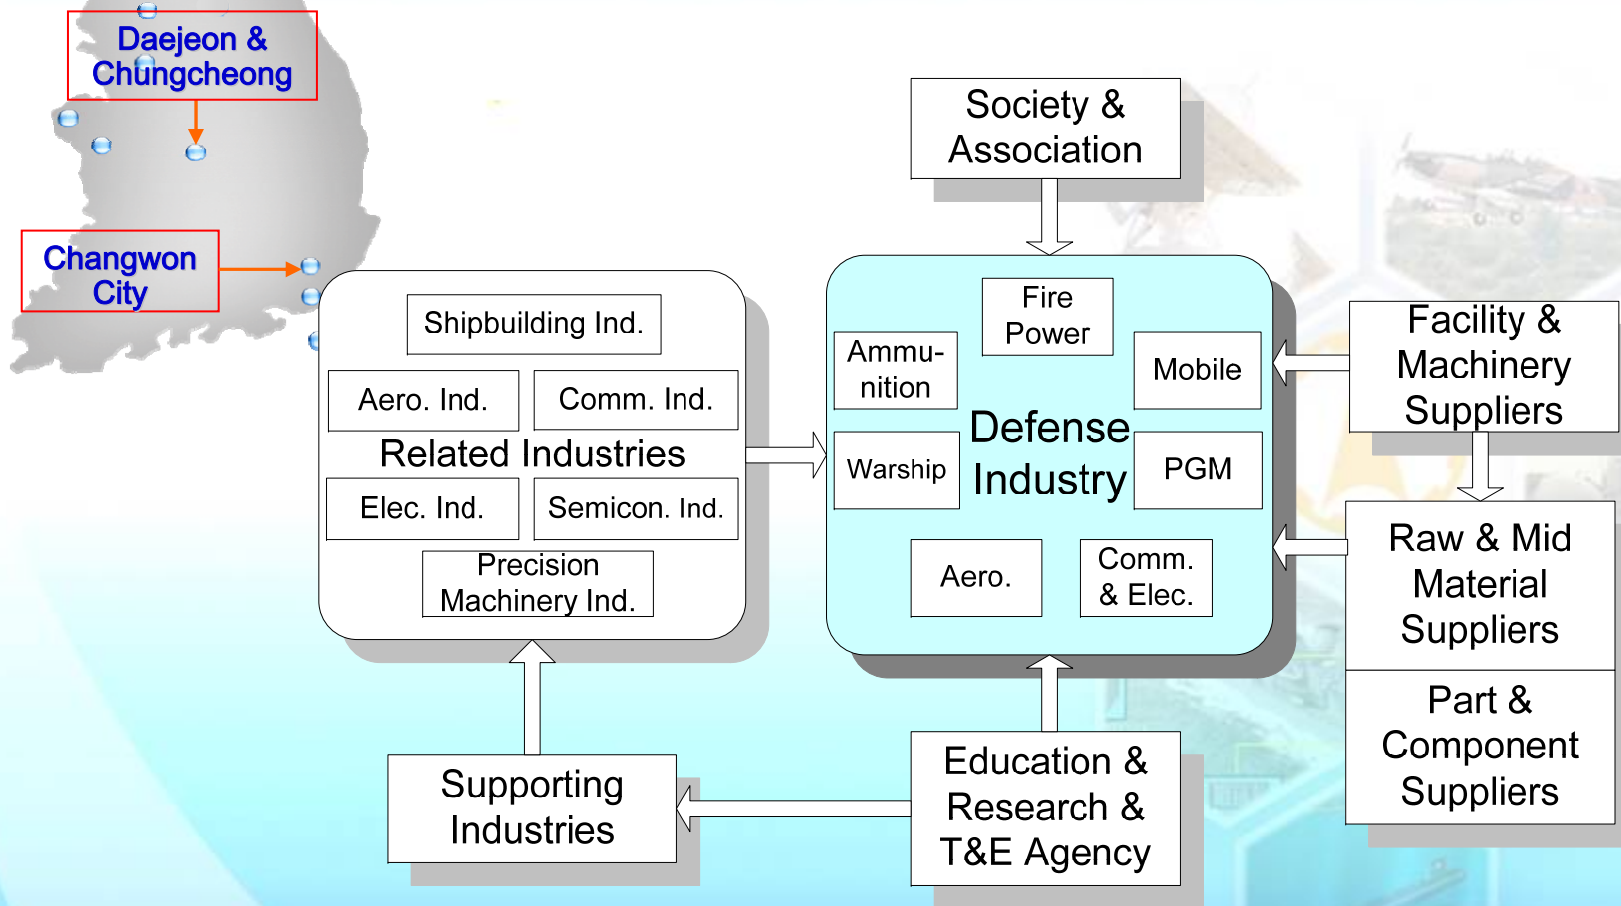 Daejeon &
Chungcheong
Changwon
City
Society &
Association
Shipbuilding Ind.
Aero. Ind.
Comm. Ind.
Related Industries
Elec. Ind.
Semicon. Ind.
Precision
Machinery Ind.
Fire
Power
Ammu-
nition
Mobile
Defense
Industry
Warship
PGM
Aero.
Comm.
& Elec.
Facility &
Machinery
Suppliers
Raw & Mid
Material
Suppliers
Part &
Component
Suppliers
Supporting
Industries
Education &
Research &
T&E Agency